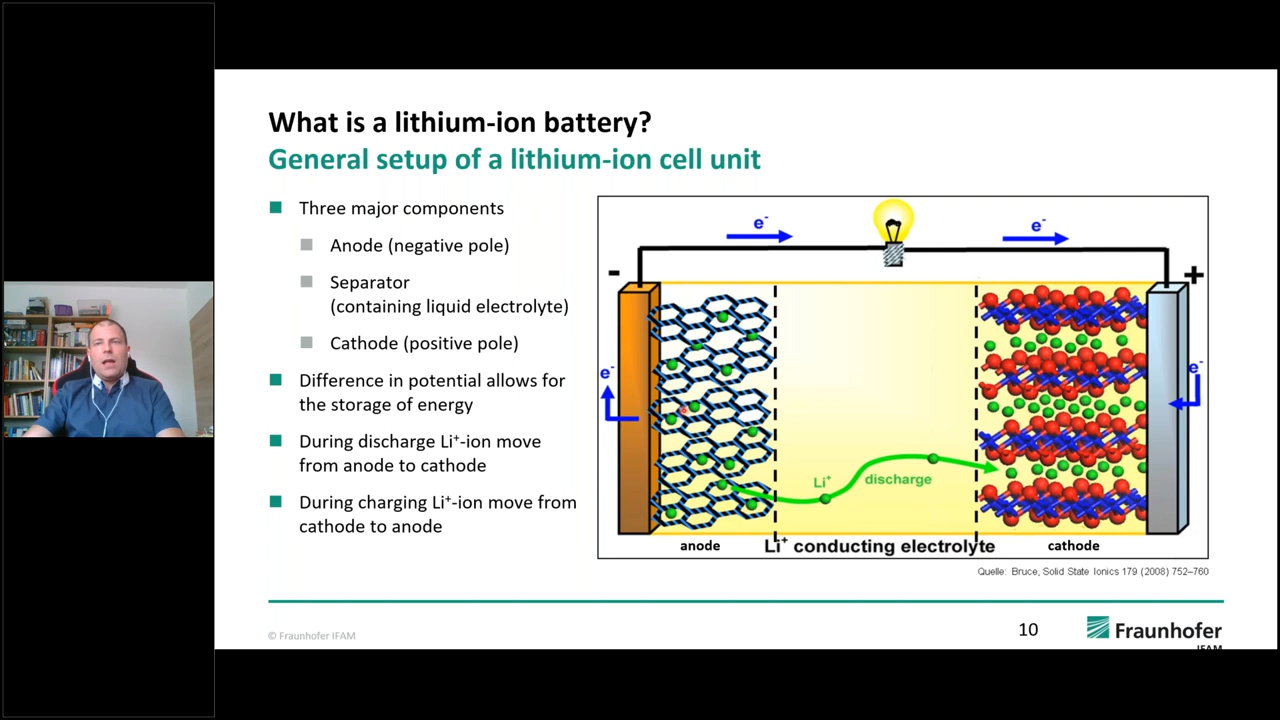 What is a lithium-ion battery?
General setup of a lithium-ion cell unit
Three major components
Anode (negative pole)
Separator
(containing liquid electrolyte)
Cathode (positive pole)
Difference in potential allows for
the storage of energy
During discharge Li⁺-ion move
from anode to cathode
During charging Li⁺-ion move from
cathode to anode
e⁻
e⁻
-
+
e⁻
e⁻
Li⁺
discharge
anode
Li⁺ conducting electrolyte
cathode
Quelle: Bruce, Solid State Ionics 179 (2008) 752–760
© Fraunhofer IFAM
10
Fraunhofer
IFAM